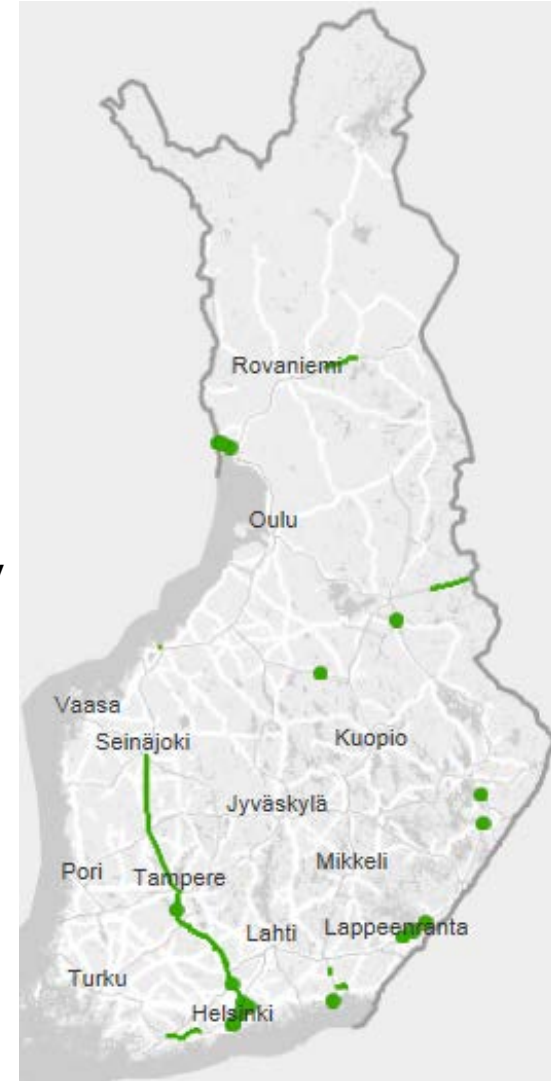 Rovaniemi
Oulu
Vaasa
Seinäjoki
Kuopio
Jyväskylä
Pori
Tampere
Mikkeli
Lahti
Lappeenranta
Turku
Helsinki